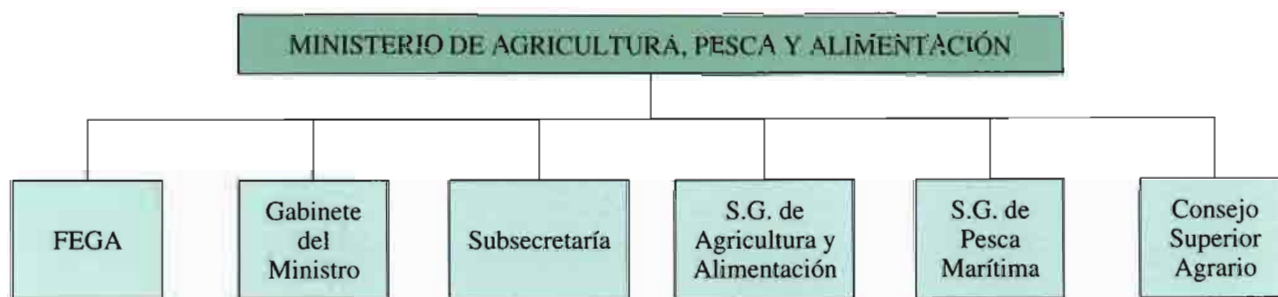 MINISTERIO DE AGRICULTURA, PESCA Y ALIMENTACIÓN
FEGA
Gabinete
del
Ministro
Subsecretaría
S.G. de
Agricultura y
Alimentación
S.G. de
Pesca
Marítima
Consejo
Superior
Agrario